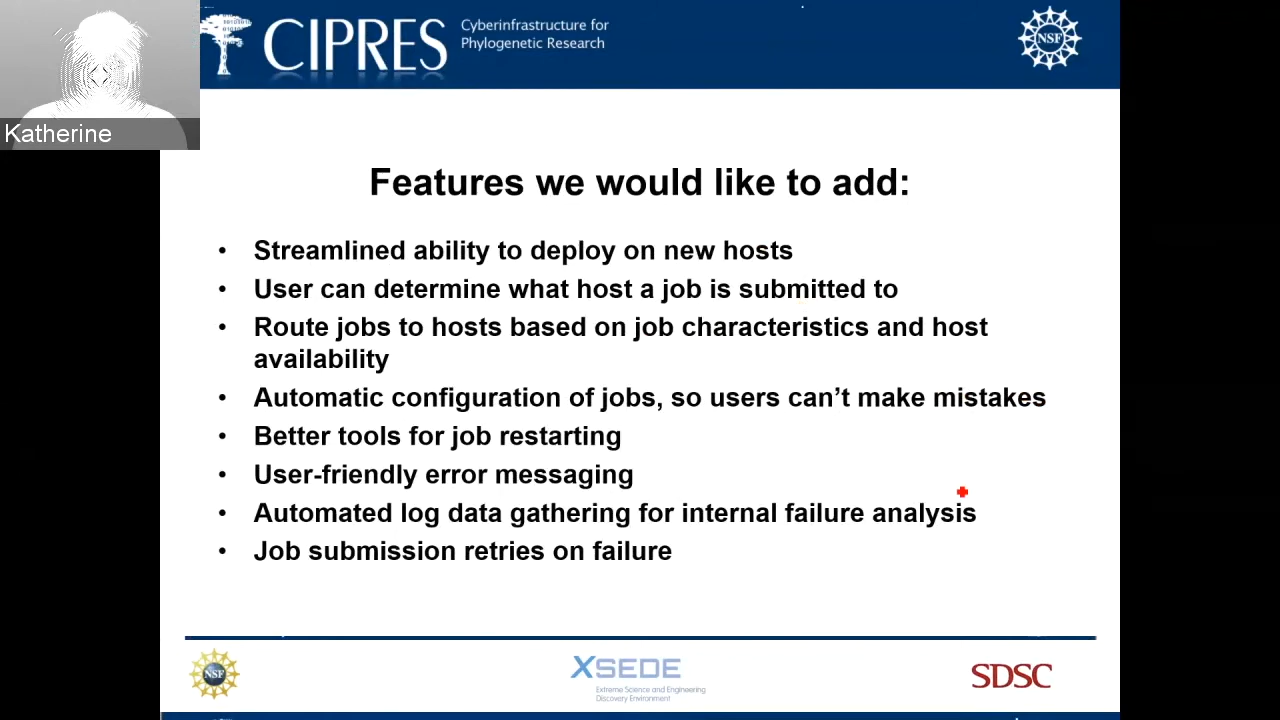 CIPRES
Cyberinfrastructure for
Phylogenetic Research
NSF
Katherine
Features we would like to add:
• Streamlined ability to deploy on new hosts
• User can determine what host a job is submitted to
• Route jobs to hosts based on job characteristics and host
availability
• Automatic configuration of jobs, so users can’t make mistakes
• Better tools for job restarting
• User-friendly error messaging
• Automated log data gathering for internal failure analysis
• Job submission retries on failure
NSF
XSEDE
Extreme Science and Engineering
Discovery Environment
SDSC